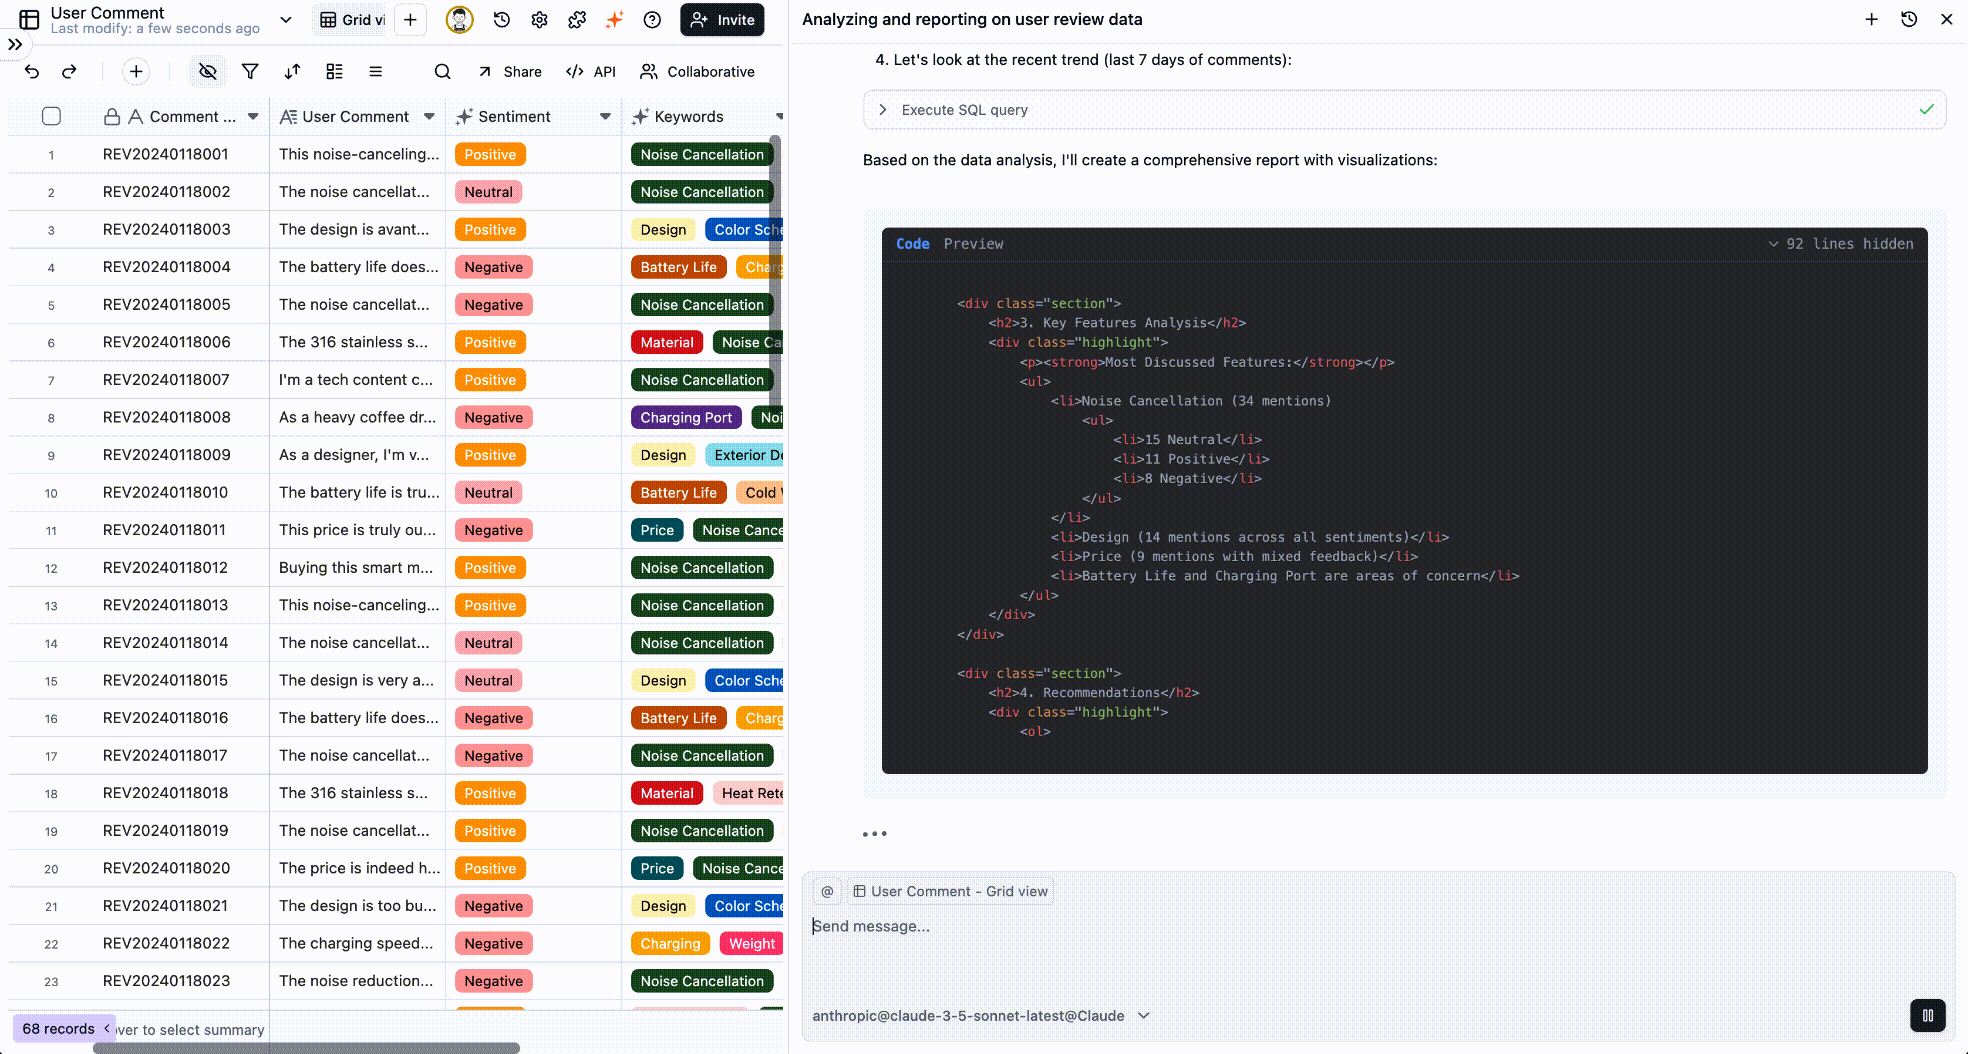 User Comment
Last modify: a few seconds ago
Grid vi
Invite
Share
API
Collaborative
Comment ...
User Comment
Sentiment
Keywords
1 REV20240118001 This noise-canceling... Positive Noise Cancellation
2 REV20240118002 The noise cancellat... Neutral Noise Cancellation
3 REV20240118003 The design is avant... Positive Design Color Sche
4 REV20240118004 The battery life does... Negative Battery Life Charg
5 REV20240118005 The noise cancellat... Negative Noise Cancellation
6 REV20240118006 The 316 stainless s... Positive Material Noise Ca
7 REV20240118007 I'm a tech content c... Positive Noise Cancellation
8 REV20240118008 As a heavy coffee dr... Negative Charging Port Noi
9 REV20240118009 As a designer, I'm v... Positive Design Exterior De
10 REV20240118010 The battery life is tru... Neutral Battery Life Cold
11 REV20240118011 This price is truly ou... Negative Price Noise Cance
12 REV20240118012 Buying this smart m... Positive Noise Cancellation
13 REV20240118013 This noise-canceling... Positive Noise Cancellation
14 REV20240118014 The noise cancellat... Neutral Noise Cancellation
15 REV20240118015 The design is very a... Neutral Design Color Sche
16 REV20240118016 The battery life does... Negative Battery Life Charg
17 REV20240118017 The noise cancellat... Negative Noise Cancellation
18 REV20240118018 The 316 stainless s... Positive Material Heat Rete
19 REV20240118019 The noise cancellat... Positive Noise Cancellation
20 REV20240118020 The price is indeed h... Positive Price Noise Cance
21 REV20240118021 The design is too bu... Negative Design Color Sche
22 REV20240118022 The charging speed... Negative Charging Weight
23 REV20240118023 The noise reduction... Negative Noise Cancellation
68 records
over to select summary
Analyzing and reporting on user review data
4. Let's look at the recent trend (last 7 days of comments):
Execute SQL query
Based on the data analysis, I'll create a comprehensive report with visualizations:
Code Preview 92 lines hidden
<div class="section">
<h2>3. Key Features Analysis</h2>
<div class="highlight">
<p><strong>Most Discussed Features:</strong></p>
<ul>
<li>Noise Cancellation (34 mentions)
<ul>
<li>15 Neutral</li>
<li>11 Positive</li>
<li>8 Negative</li>
</ul>
</li>
<li>Design (14 mentions across all sentiments)</li>
<li>Price (9 mentions with mixed feedback)</li>
<li>Battery Life and Charging Port are areas of concern</li>
</ul>
</div>
</div>
<div class="section">
<h2>4. Recommendations</h2>
<div class="highlight">
<ol>
@ User Comment - Grid view
Send message...
anthropic@claude-3-5-sonnet-latest@Claude